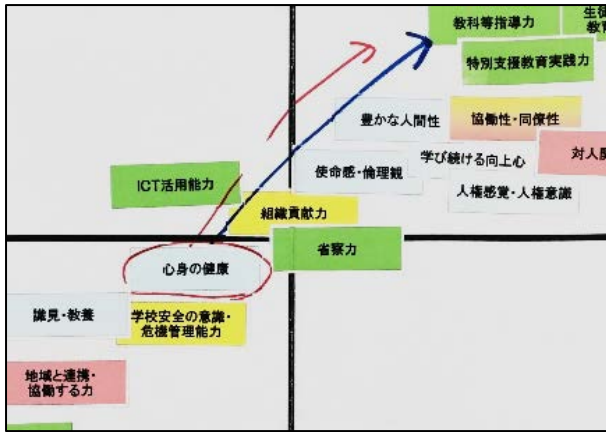 教科等指導力
生徒
教育
特別支援教育実践力
豊かな人間性
協働性・同僚性
学び続ける向上心
対人関
ICT活用能力
使命感・倫理観
人権感覚・人権意識
組織貢献力
省察力
心身の健康
識見・教養
学校安全の意識・
危機管理能力
地域と連携・
協働する力